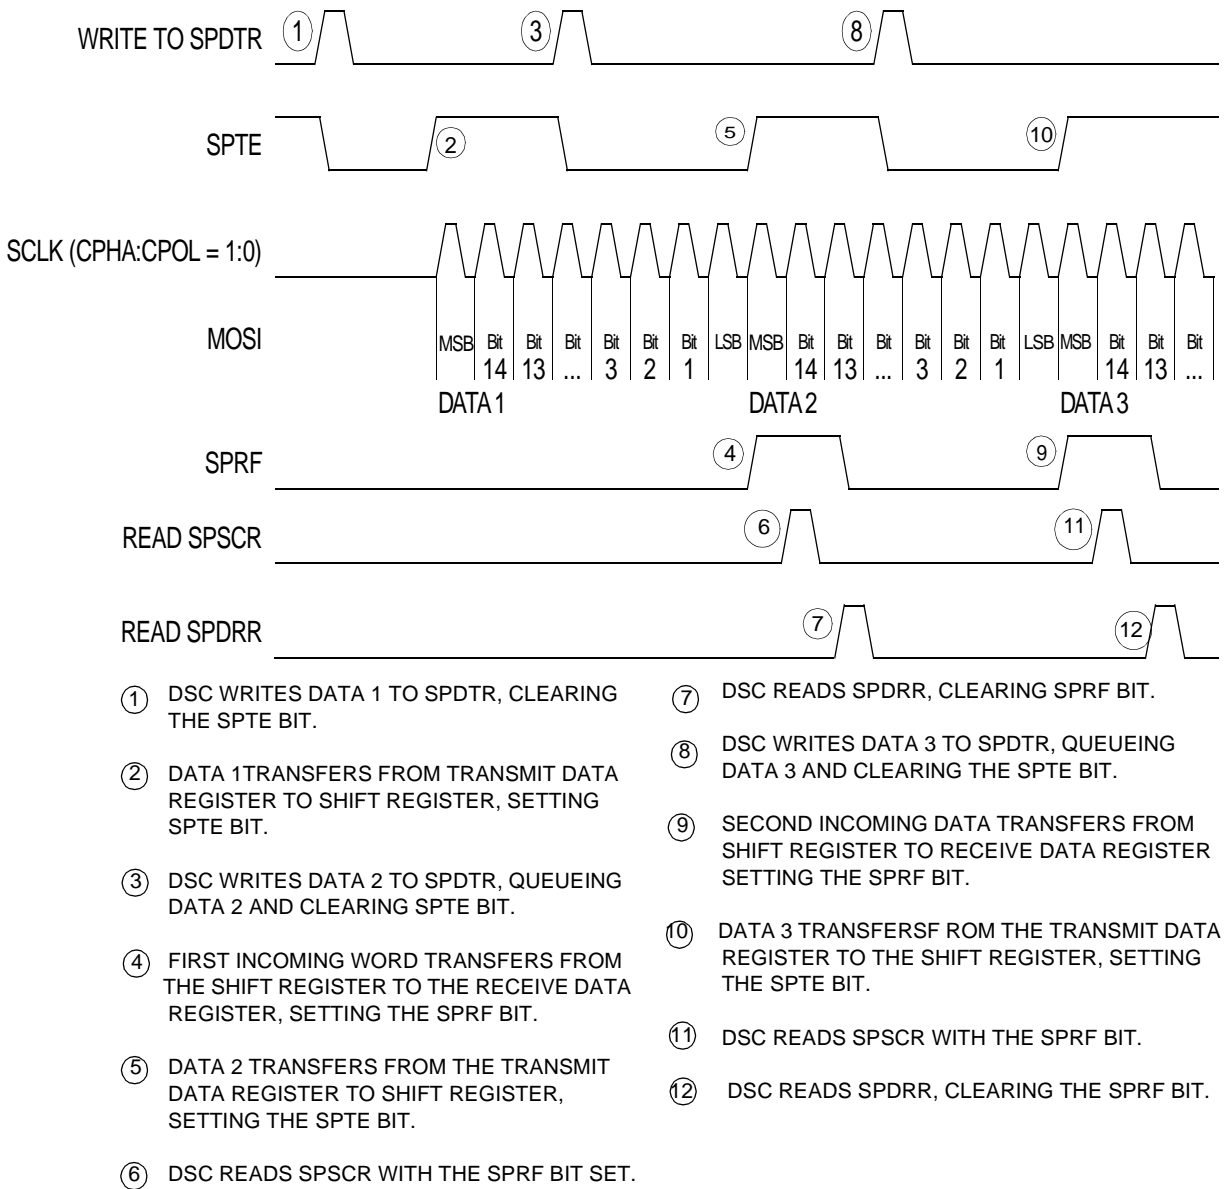 WRITE TO SPDTR 1 3 8
SPTE 2 5 10
SCLK (CPHA:CPOL = 1:0)
MOSI MSB Bit 14 Bit 13 Bit ... Bit 3 Bit 2 Bit 1 LSB MSB Bit 14 Bit 13 Bit ... Bit 3 Bit 2 Bit 1 LSB MSB Bit 14 Bit 13 Bit ...
DATA 1 DATA 2 DATA 3
SPRF 4 9
READ SPSCR 6 11
READ SPDRR 7 12
1 DSC WRITES DATA 1 TO SPDTR, CLEARING
THE SPTE BIT.
2 DATA 1TRANSFERS FROM TRANSMIT DATA
REGISTER TO SHIFT REGISTER, SETTING
SPTE BIT.
3 DSC WRITES DATA 2 TO SPDTR, QUEUEING
DATA 2 AND CLEARING SPTE BIT.
4 FIRST INCOMING WORD TRANSFERS FROM
THE SHIFT REGISTER TO THE RECEIVE DATA
REGISTER, SETTING THE SPRF BIT.
5 DATA 2 TRANSFERS FROM THE TRANSMIT
DATA REGISTER TO SHIFT REGISTER,
SETTING THE SPTE BIT.
6 DSC READS SPSCR WITH THE SPRF BIT SET.
7 DSC READS SPDRR, CLEARING SPRF BIT.
8 DSC WRITES DATA 3 TO SPDTR, QUEUEING
DATA 3 AND CLEARING THE SPTE BIT.
9 SECOND INCOMING DATA TRANSFERS FROM
SHIFT REGISTER TO RECEIVE DATA REGISTER
SETTING THE SPRF BIT.
10 DATA 3 TRANSFERSF ROM THE TRANSMIT DATA
REGISTER TO THE SHIFT REGISTER, SETTING
THE SPTE BIT.
11 DSC READS SPSCR WITH THE SPRF BIT.
12 DSC READS SPDRR, CLEARING THE SPRF BIT.